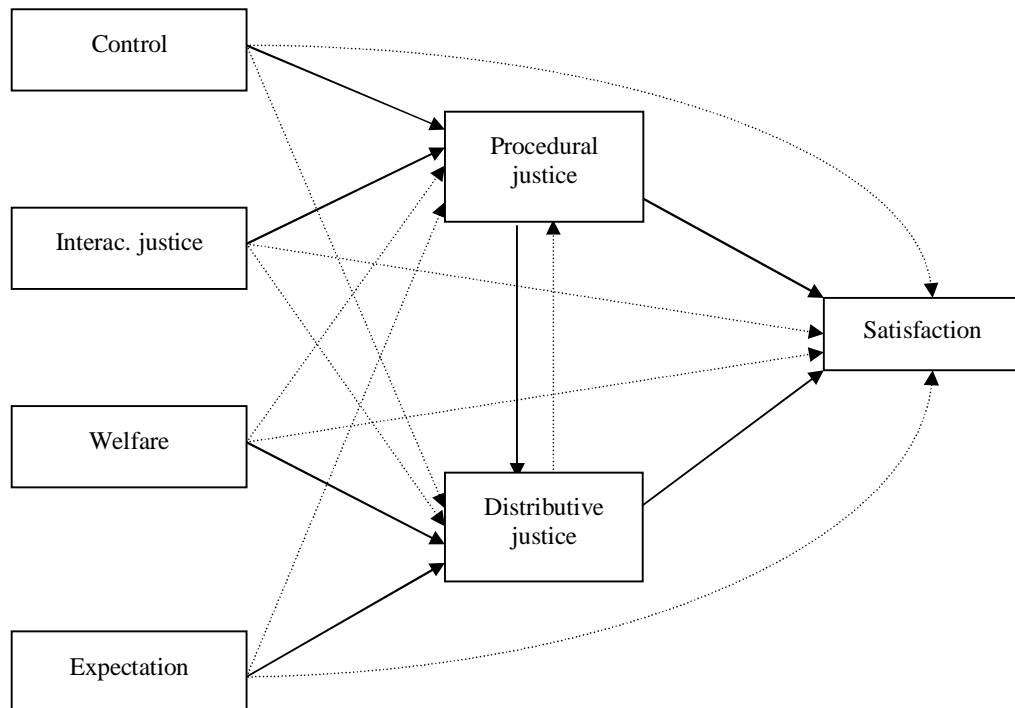 Control
Procedural
justice
Interac. justice
Satisfaction
Welfare
Distributive
justice
Expectation